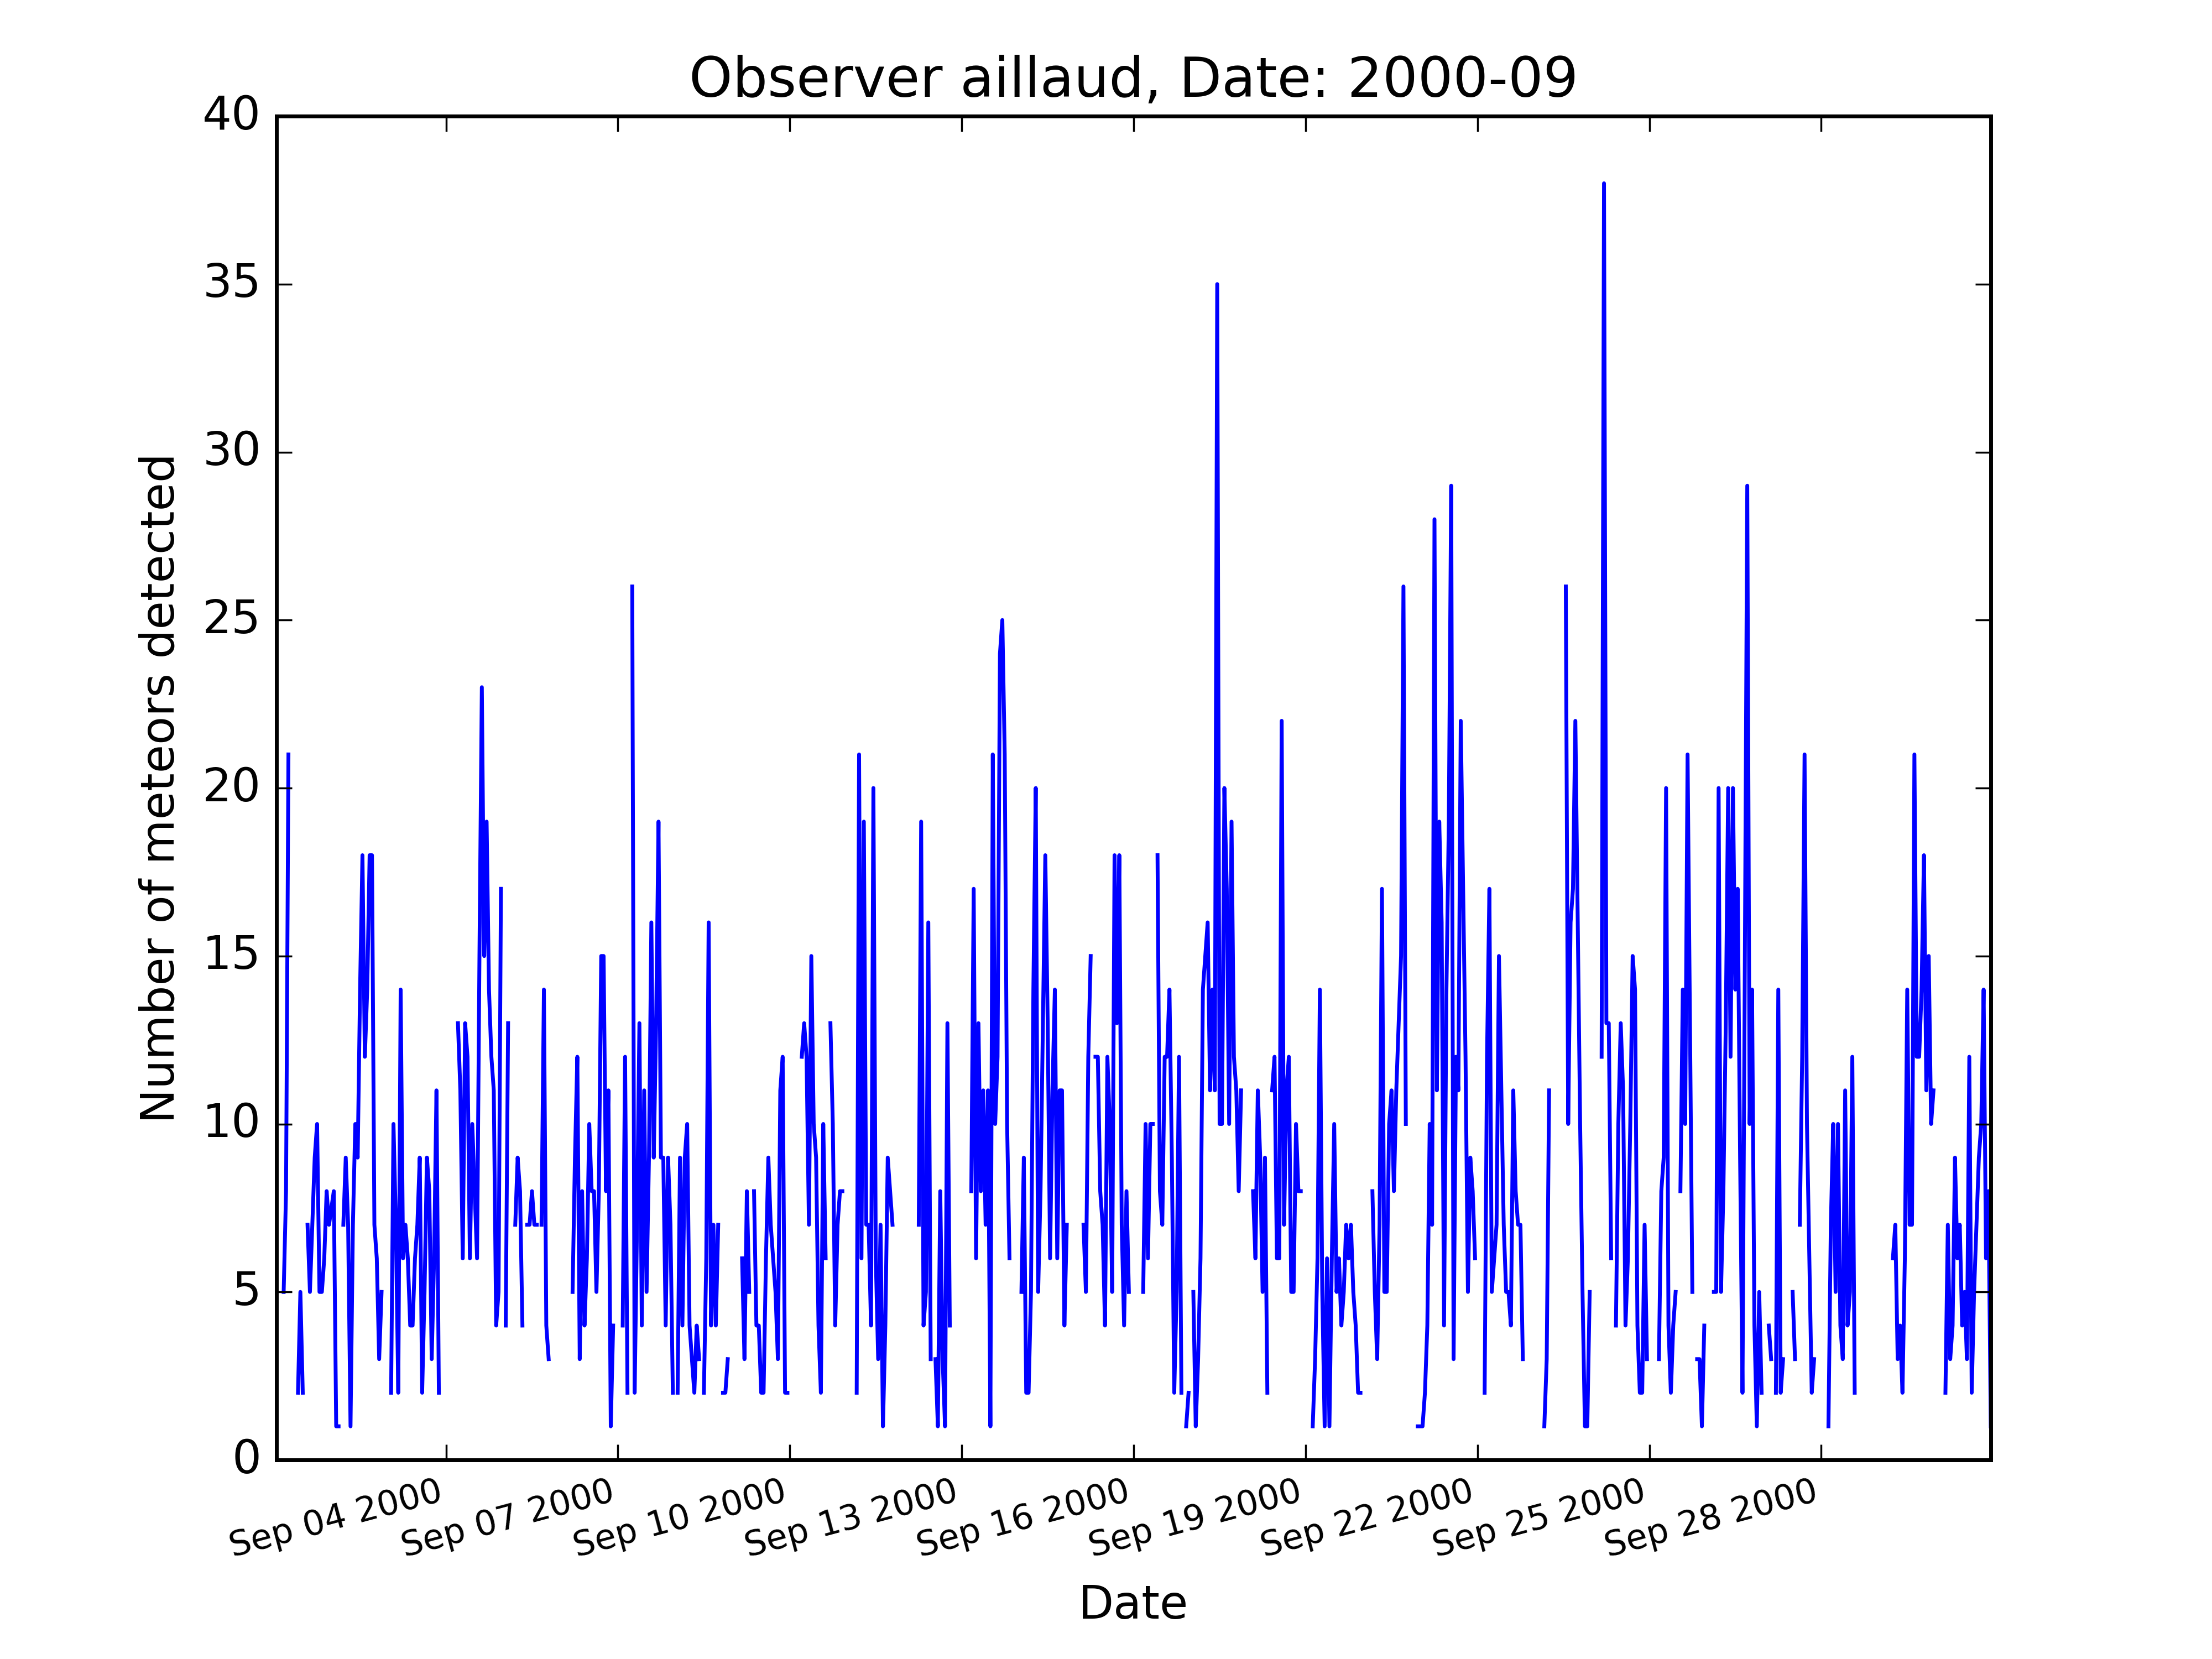 Observer aillaud, Date: 2000-09
Number of meteors detected
40
35
30
25
20
15
10
5
0
Sep 04 2000
Sep 07 2000
Sep 10 2000
Sep 13 2000
Sep 16 2000
Sep 19 2000
Sep 22 2000
Sep 25 2000
Sep 28 2000
Date